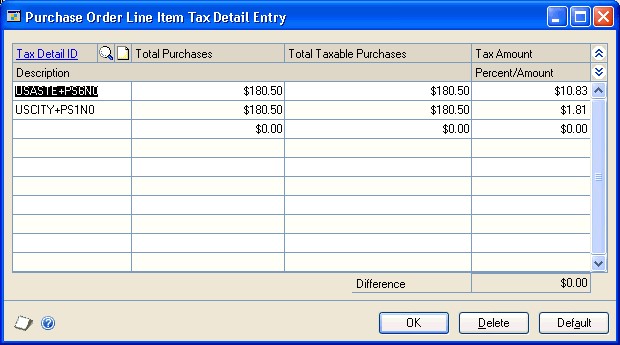 Purchase Order Line Item Tax Detail Entry
Tax Detail ID Total Purchases Total Taxable Purchases Tax Amount
Description Percent/Amount
USASTE+PS6N0 $180.50 $180.50 $10.83
USCITY+PS1N0 $180.50 $180.50 $1.81
$0.00 $0.00 $0.00
Difference $0.00
OK Delete Default